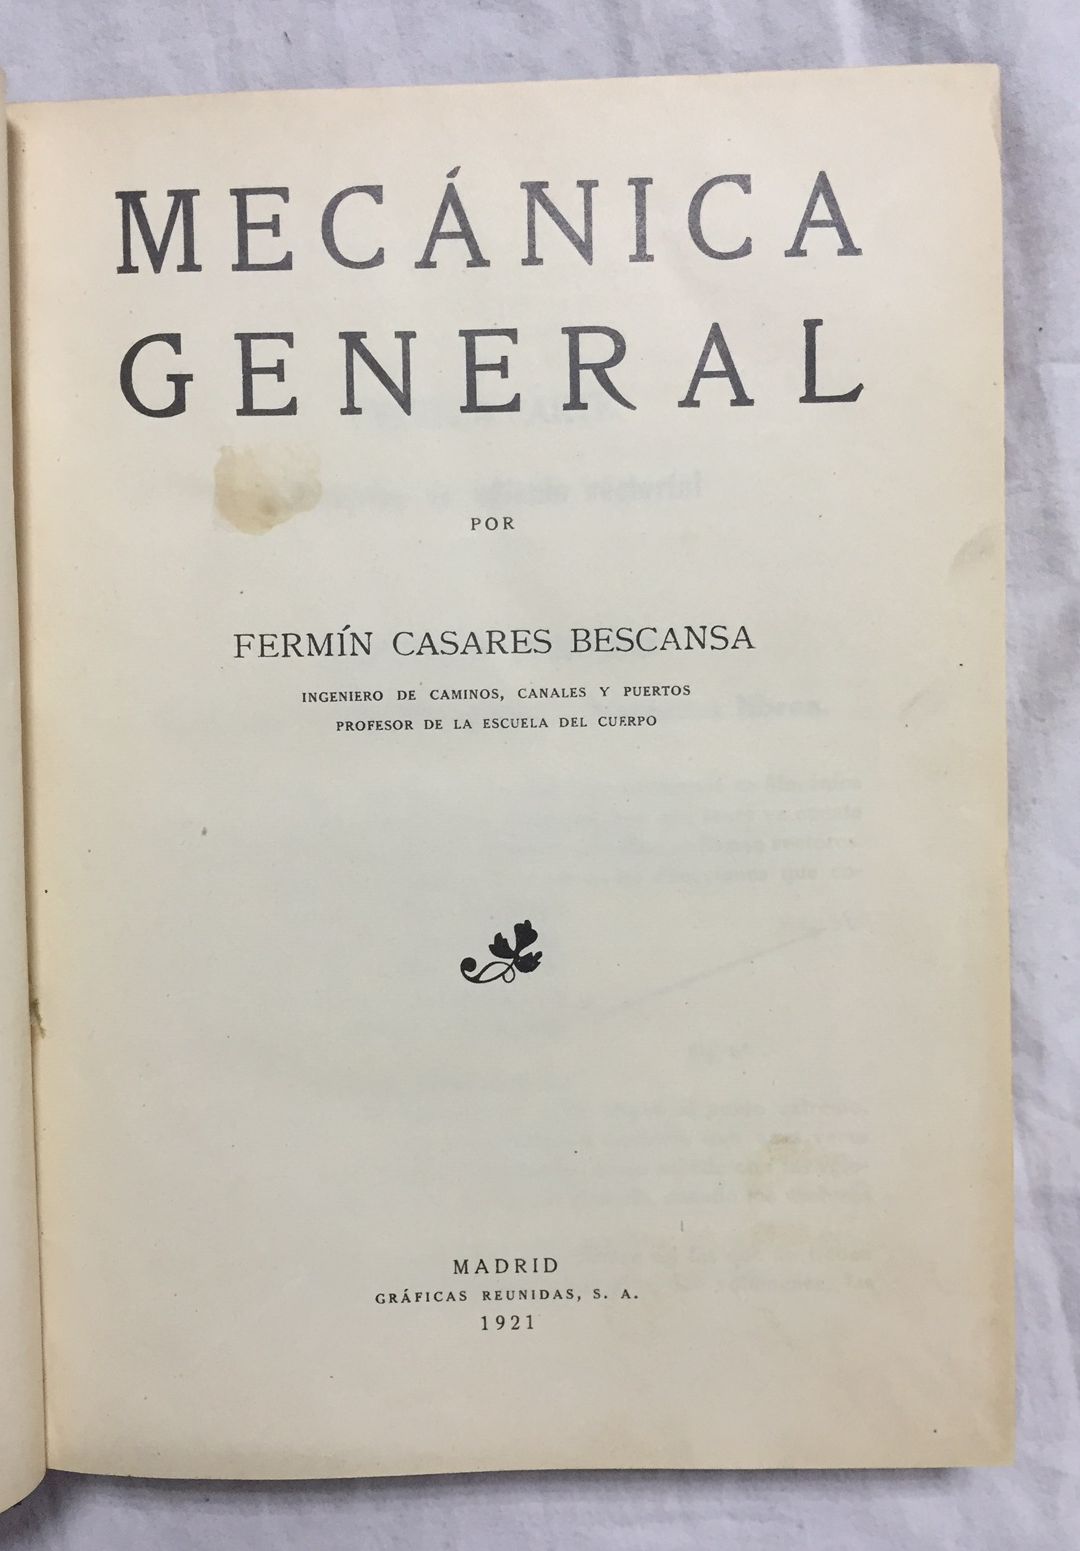 MECÁNICA
GENERAL
POR
FERMÍN CASARES BESCANSA
INGENIERO DE CAMINOS, CANALES Y PUERTOS
PROFESOR DE LA ESCUELA DEL CUERPO
MADRID
GRÁFICAS REUNIDAS, S. A.
1921